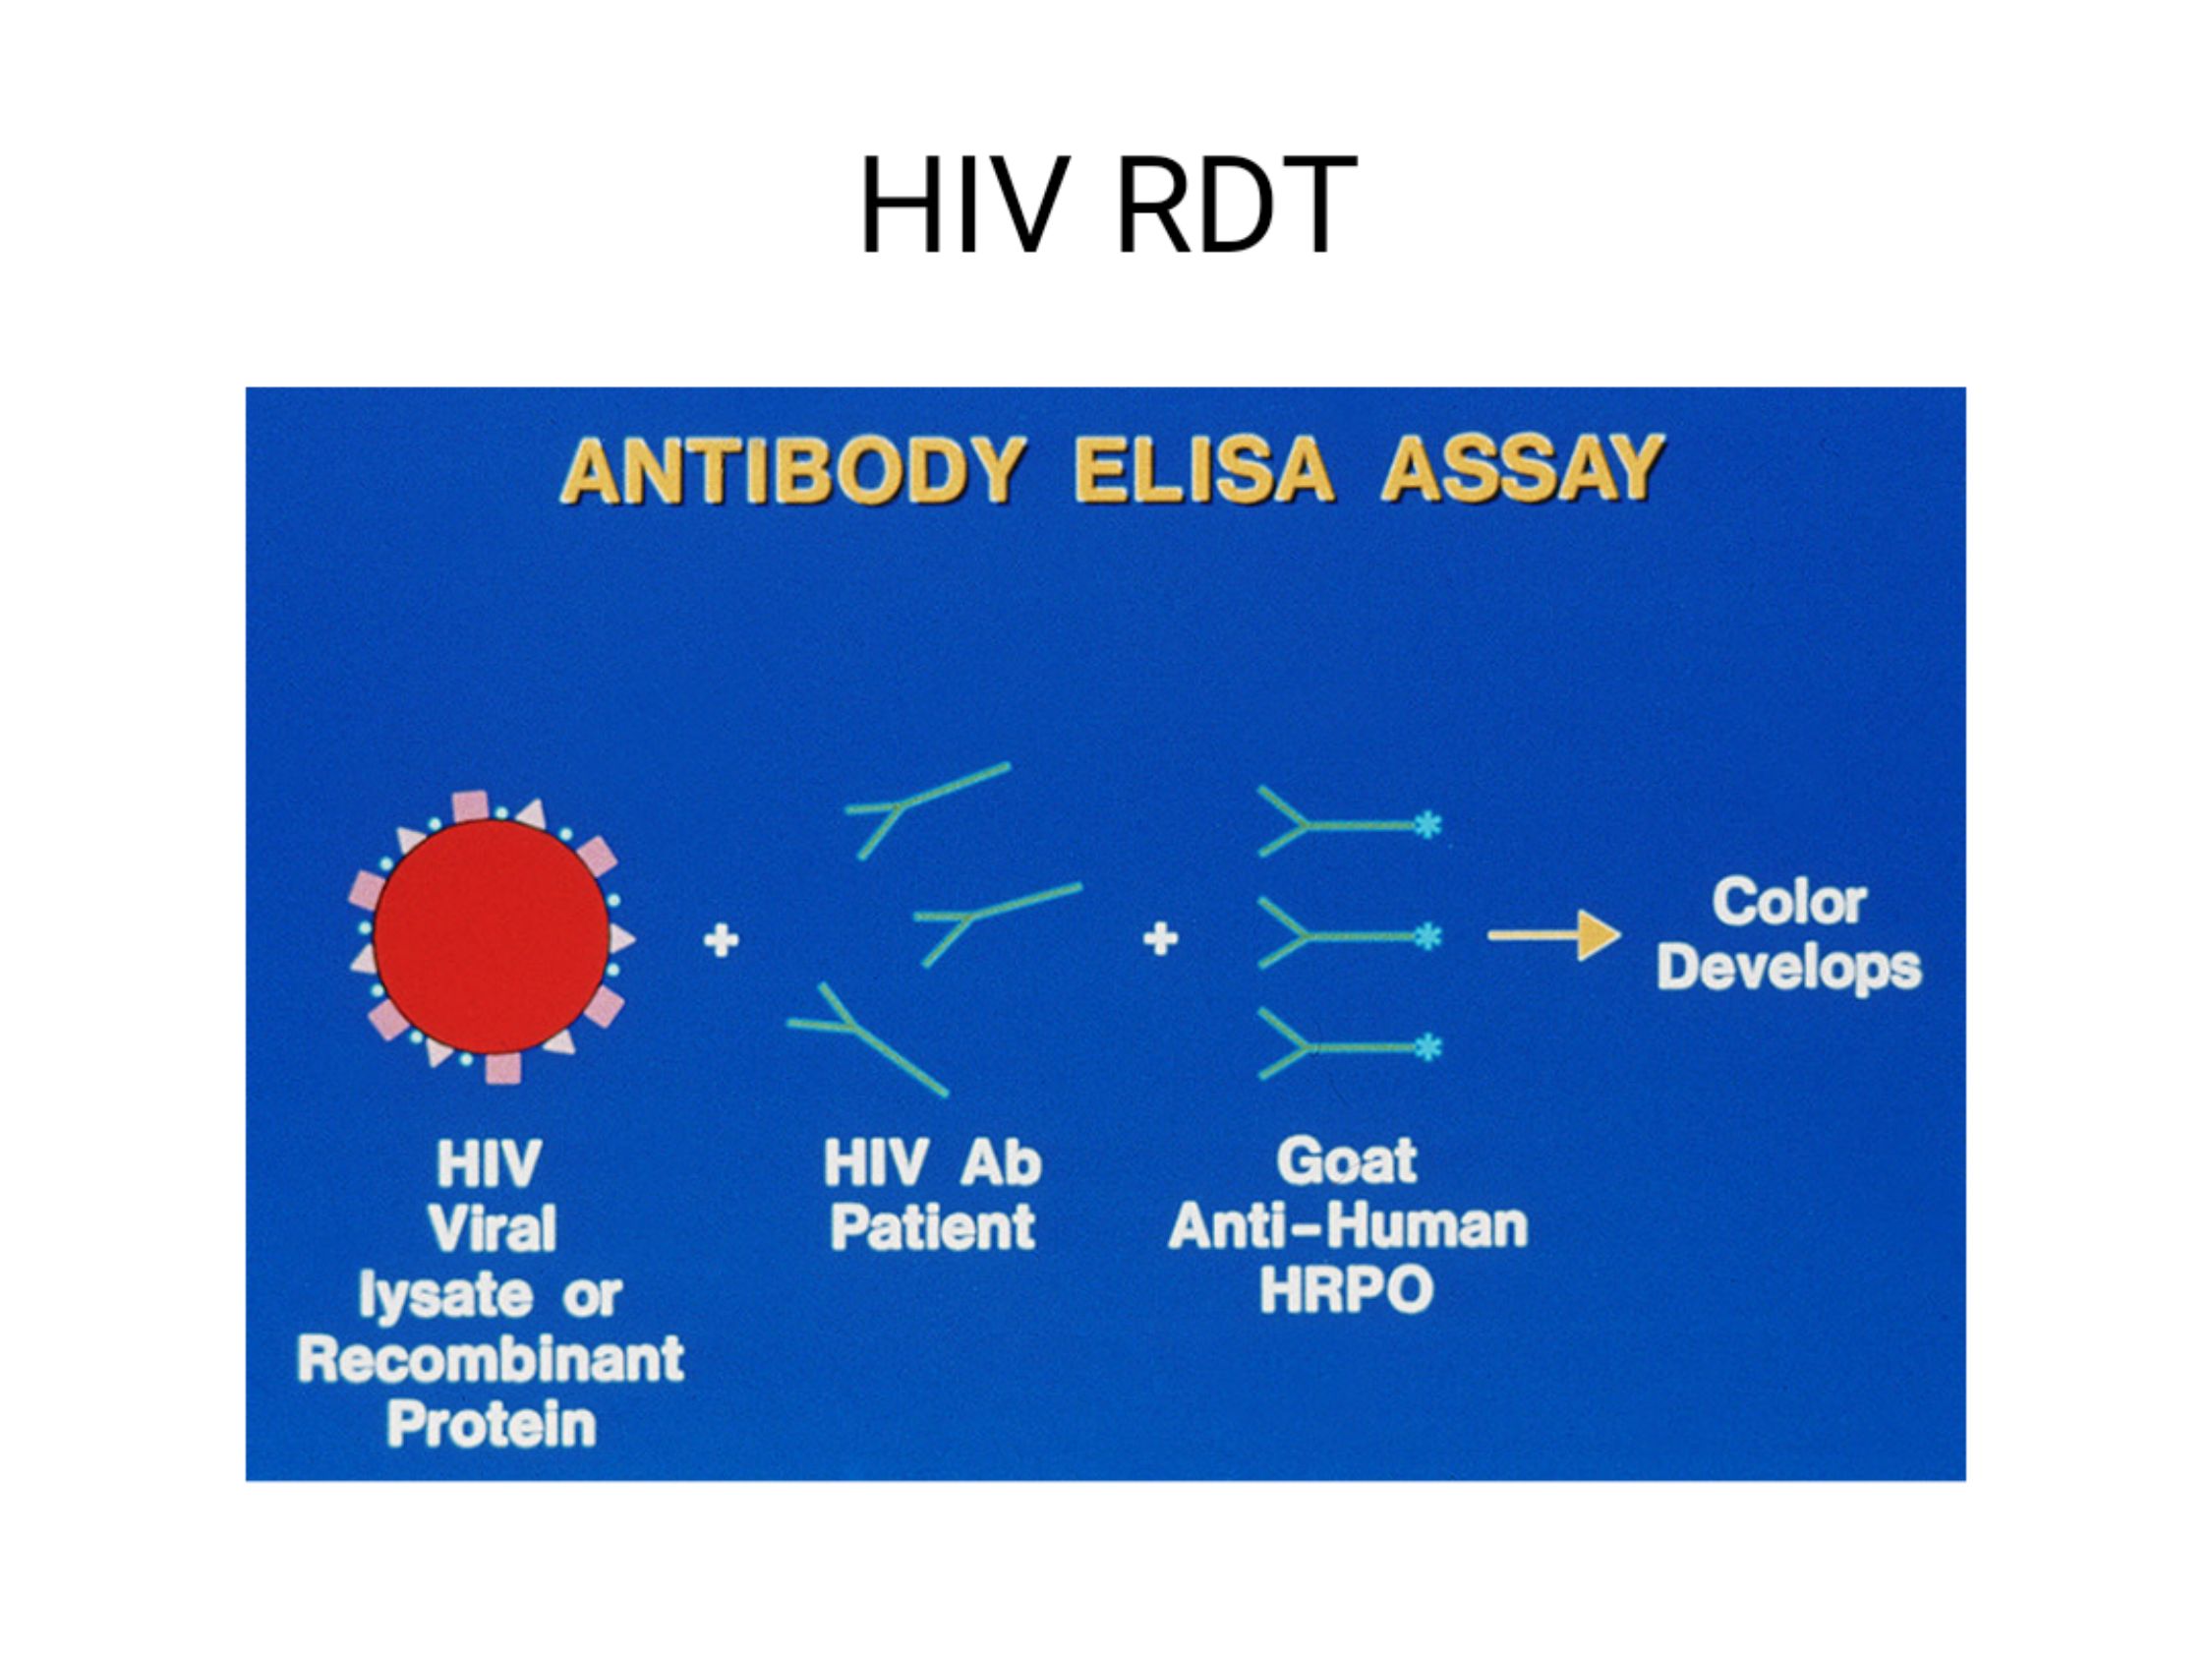 HIV RDT
ANTIBODY ELISA ASSAY
HIV
Viral
lysate or
Recombinant
Protein
+
HIV Ab
Patient
+
Goat
Anti-Human
HRPO
Color
Develops